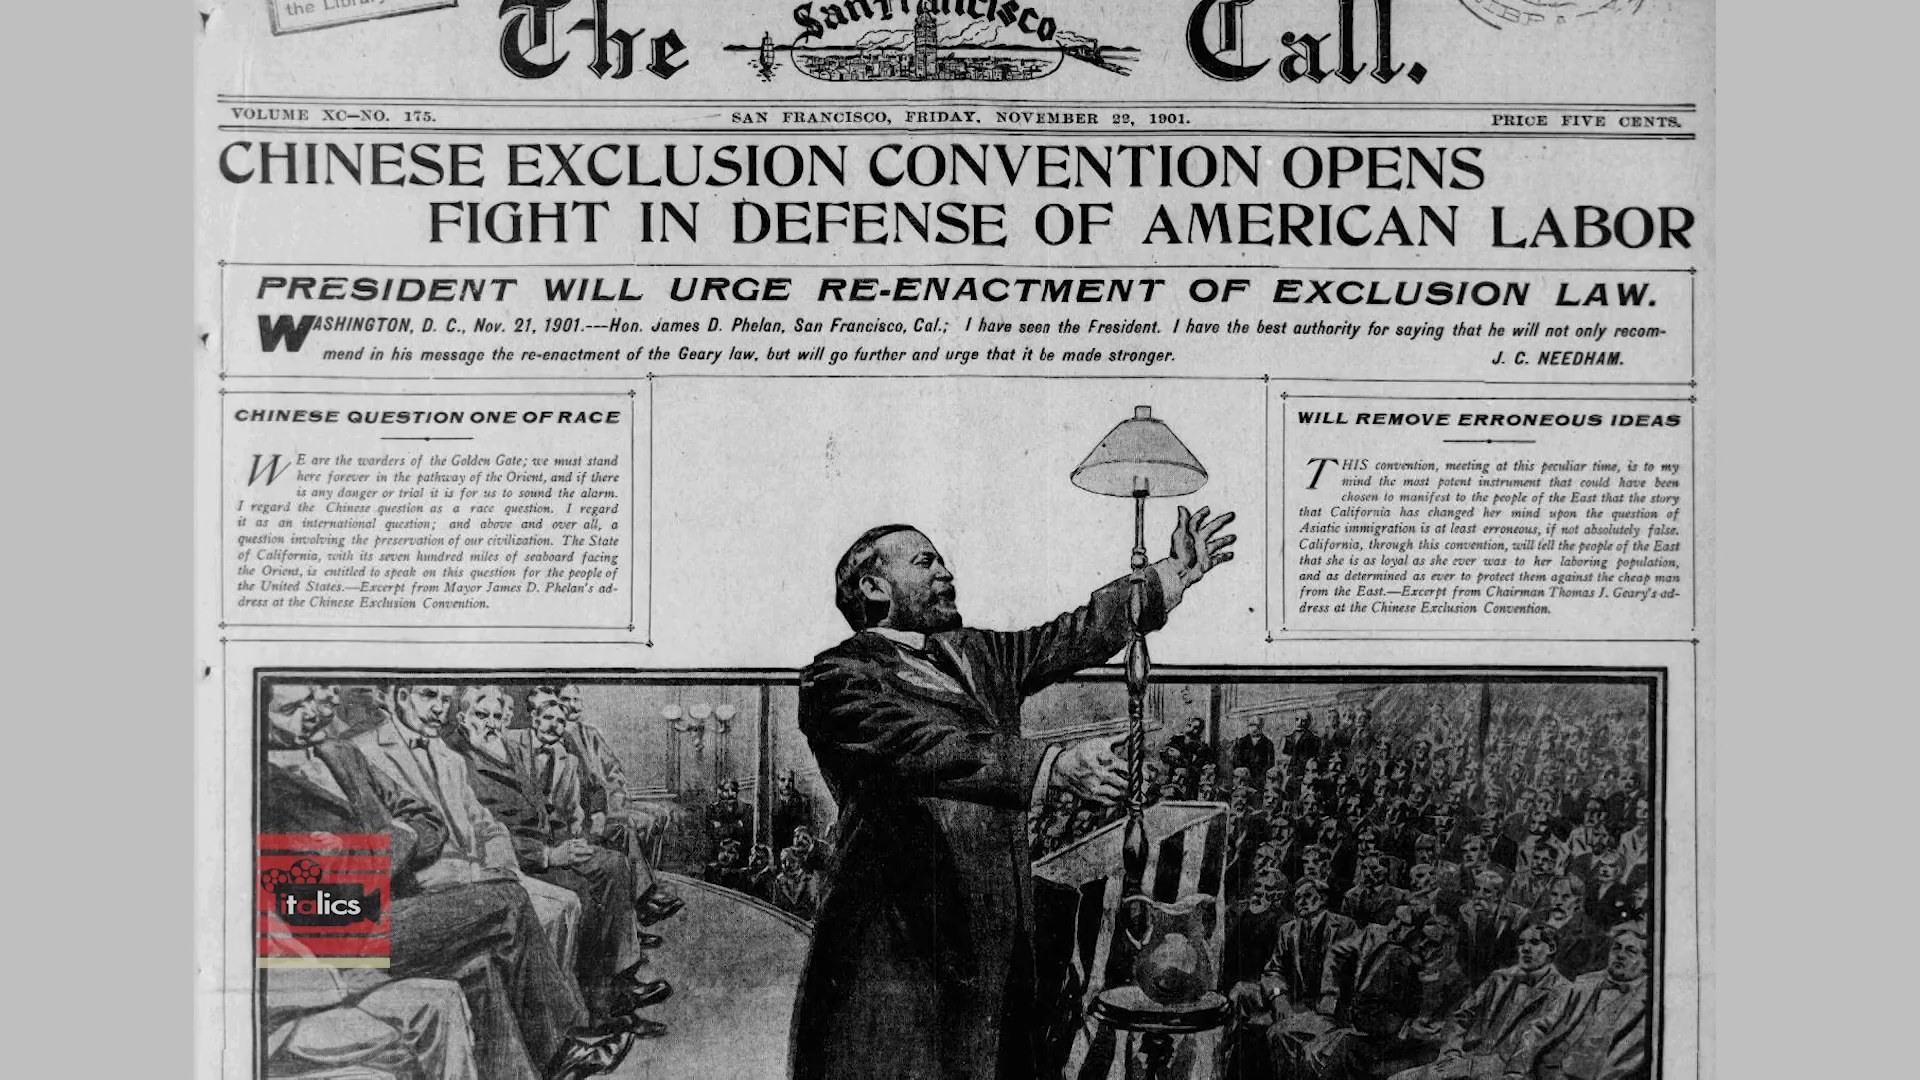 the Library
The San Francisco Call.
VOLUME XC—NO. 175.
SAN FRANCISCO, FRIDAY, NOVEMBER 22, 1901.
PRICE FIVE CENTS.
CHINESE EXCLUSION CONVENTION OPENS
FIGHT IN DEFENSE OF AMERICAN LABOR
PRESIDENT WILL URGE RE-ENACTMENT OF EXCLUSION LAW.
WASHINGTON, D. C., Nov. 21, 1901.---Hon. James D. Phelan, San Francisco, Cal.; I have seen the President. I have the best authority for saying that he will not only recom-
mend in his message the re-enactment of the Geary law, but will go further and urge that it be made stronger.
J. C. NEEDHAM.
CHINESE QUESTION ONE OF RACE
WE are the warders of the Golden Gate; we must stand
here forever in the pathway of the Orient, and if there
is any danger or trial it is for us to sound the alarm.
I regard the Chinese question as a race question. I regard
it as an international question; and above and over all, a
question involving the preservation of our civilization. The State
of California, with its seven hundred miles of seaboard facing
the Orient, is entitled to speak on this question for the people of
the United States.—Excerpt from Mayor James D. Phelan's ad-
dress at the Chinese Exclusion Convention.
WILL REMOVE ERRONEOUS IDEAS
THIS convention, meeting at this peculiar time, is to my
mind the most potent instrument that could have been
chosen to manifest to the people of the East that the story
that California has changed her mind upon the question of
Asiatic immigration is at least erroneous, if not absolutely false.
California, through this convention, will tell the people of the East
that she is as loyal as she ever was to her laboring population,
and as determined as ever to protect them against the cheap man
from the East.—Excerpt from Chairman Thomas J. Geary's ad-
dress at the Chinese Exclusion Convention.
italics